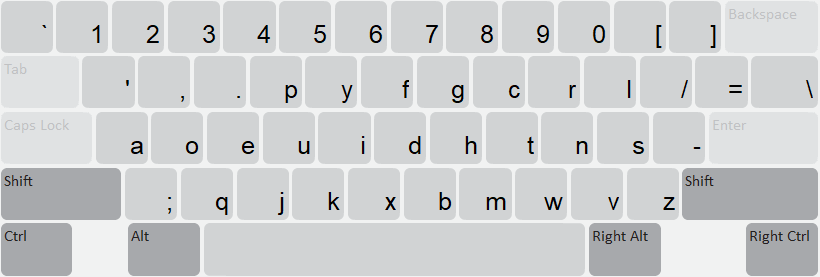 ` 1 2 3 4 5 6 7 8 9 0 [ ] Backspace
Tab ' , . p y f g c r l / = \
Caps Lock a o e u i d h t n s - Enter
Shift ; q j k x b m w v z Shift
Ctrl Alt Right Alt Right Ctrl